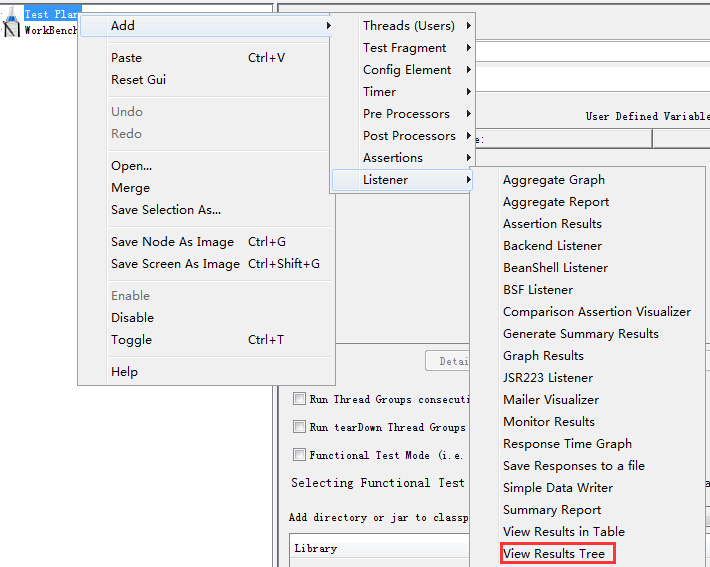 Test Plan
WorkBench
Add
Paste Ctrl+V
Reset Gui
Undo
Redo
Open...
Merge
Save Selection As...
Save Node As Image Ctrl+G
Save Screen As Image Ctrl+Shift+G
Enable
Disable
Toggle Ctrl+T
Help
Threads (Users)
Test Fragment
Config Element
Timer
Pre Processors
Post Processors
Assertions
Listener
Aggregate Graph
Aggregate Report
Assertion Results
Backend Listener
BeanShell Listener
BSF Listener
Comparison Assertion Visualizer
Generate Summary Results
Graph Results
JSR223 Listener
Mailer Visualizer
Monitor Results
Response Time Graph
Save Responses to a file
Simple Data Writer
Summary Report
View Results in Table
View Results Tree
User Defined Variable
e:
Detai
Run Thread Groups consecuti
Run tearDown Thread Groups
Functional Test Mode (i.e.
Selecting Functional Test
Add directory or jar to classp
Library